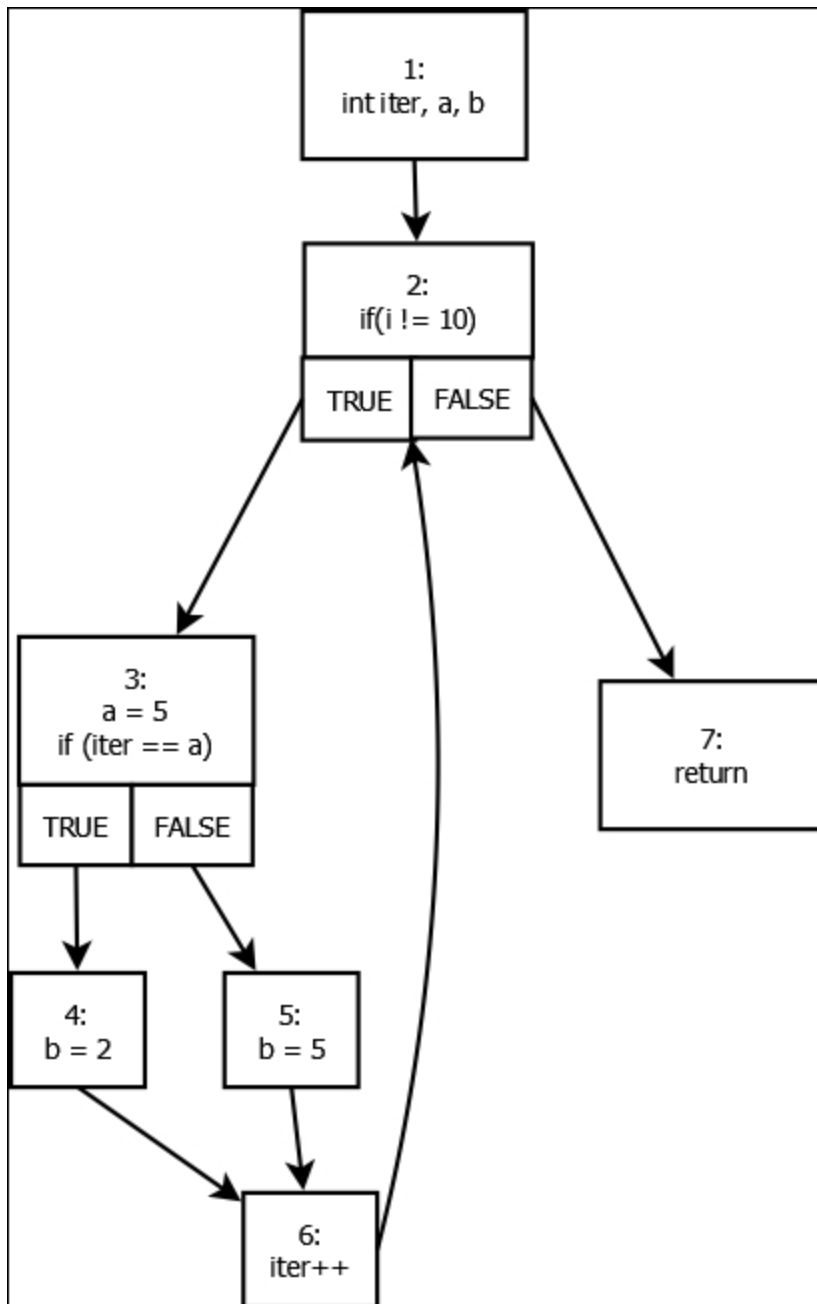 1:
int iter, a, b
2:
if(i != 10)
TRUE
FALSE
3:
a = 5
if (iter == a)
TRUE
FALSE
7:
return
4:
b = 2
5:
b = 5
6:
iter++